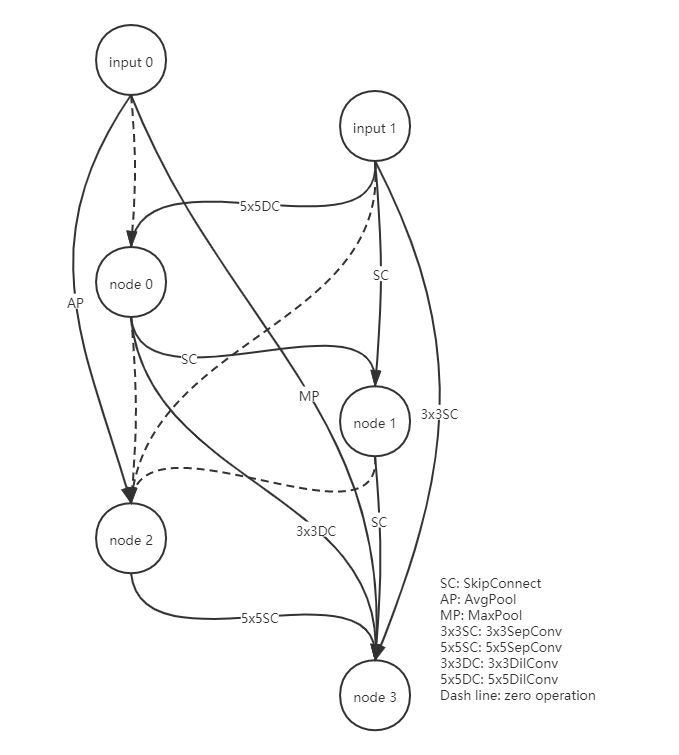 input 0
input 1
5x5DC
SC
node 0
AP
SC
MP
3x3SC
node 1
3x3DC
SC
node 2
5x5SC
node 3
SC: SkipConnect
AP: AvgPool
MP: MaxPool
3x3SC: 3x3SepConv
5x5SC: 5x5SepConv
3x3DC: 3x3DilConv
5x5DC: 5x5DilConv
Dash line: zero operation